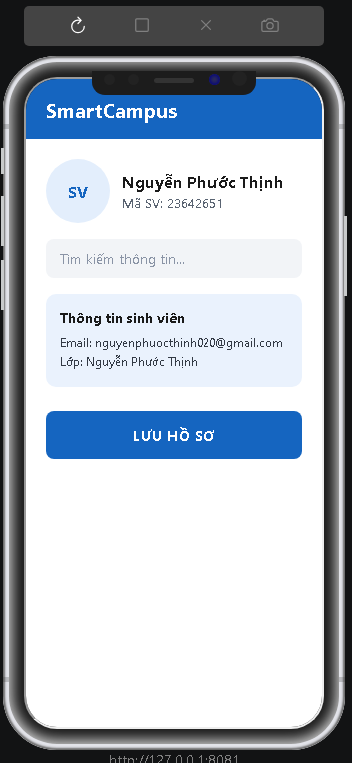 SmartCampus
SV
Nguyễn Phước Thịnh
Mã SV: 23642651
Tìm kiếm thông tin...
Thông tin sinh viên
Email: nguyenphuocthinh020@gmail.com
Lớp: Nguyễn Phước Thịnh
LƯU HỒ SƠ
http://127.0.0.1:8081